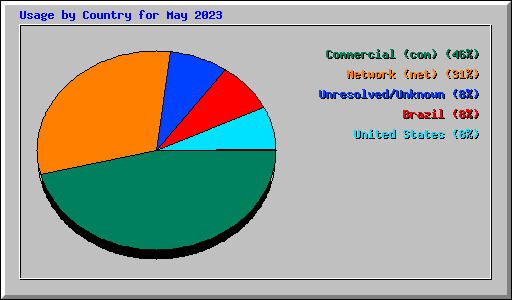 Usage by Country for May 2023
Commercial (com) (46%)
Network (net) (31%)
Unresolved/Unknown (8%)
Brazil (8%)
United States (8%)